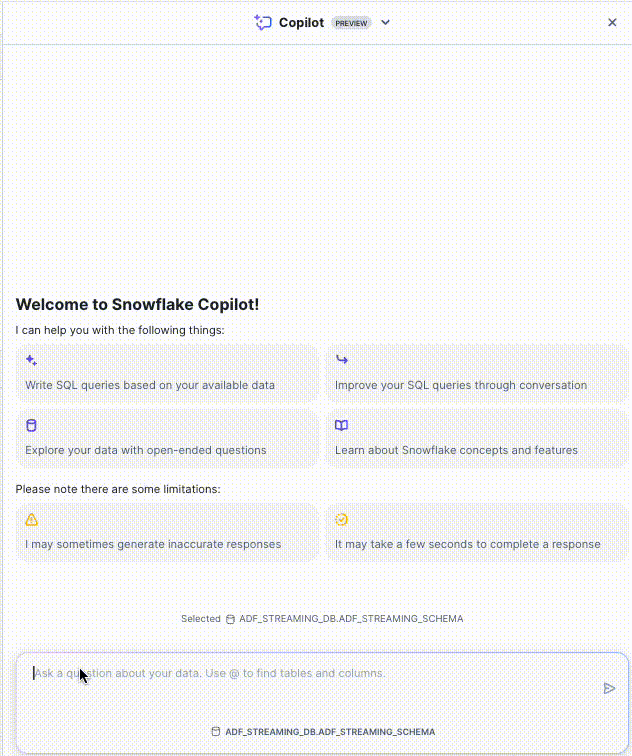 Copilot PREVIEW
Welcome to Snowflake Copilot!
I can help you with the following things:
Write SQL queries based on your available data
Improve your SQL queries through conversation
Explore your data with open-ended questions
Learn about Snowflake concepts and features
Please note there are some limitations:
I may sometimes generate inaccurate responses
It may take a few seconds to complete a response
Selected ADF_STREAMING_DB.ADF_STREAMING_SCHEMA
Ask a question about your data. Use @ to find tables and columns.
ADF_STREAMING_DB.ADF_STREAMING_SCHEMA